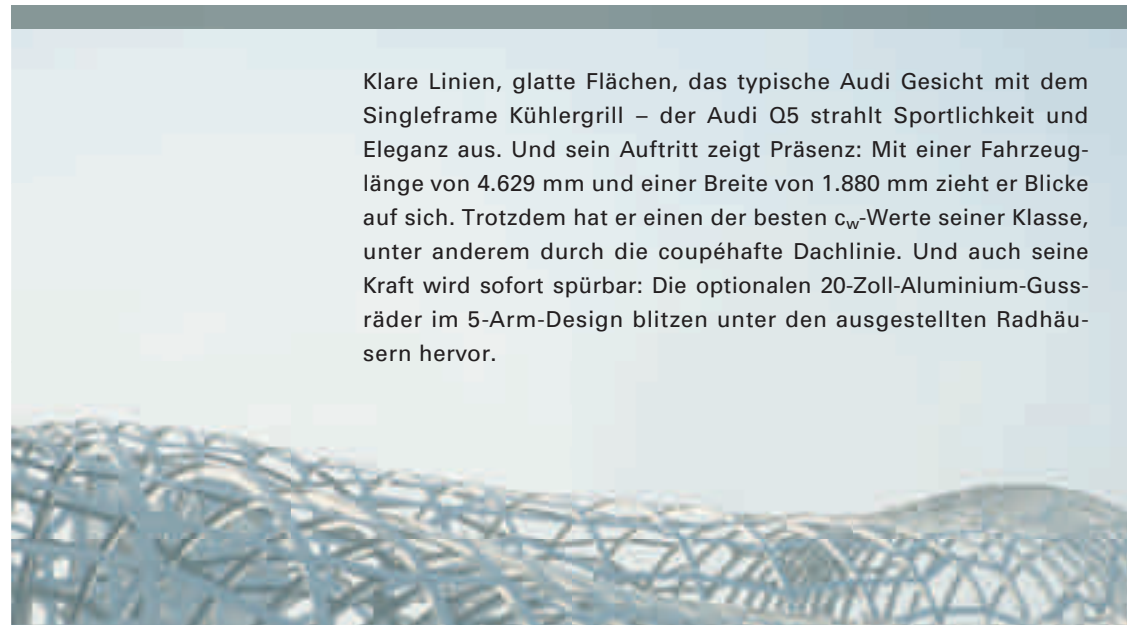 Klare Linien, glatte Flächen, das typische Audi Gesicht mit dem
Singleframe Kühlergrill – der Audi Q5 strahlt Sportlichkeit und
Eleganz aus. Und sein Auftritt zeigt Präsenz: Mit einer Fahrzeug-
länge von 4.629 mm und einer Breite von 1.880 mm zieht er Blicke
auf sich. Trotzdem hat er einen der besten cw-Werte seiner Klasse,
unter anderem durch die coupéhafte Dachlinie. Und auch seine
Kraft wird sofort spürbar: Die optionalen 20-Zoll-Aluminium-Guss-
räder im 5-Arm-Design blitzen unter den ausgestellten Radhäu-
sern hervor.